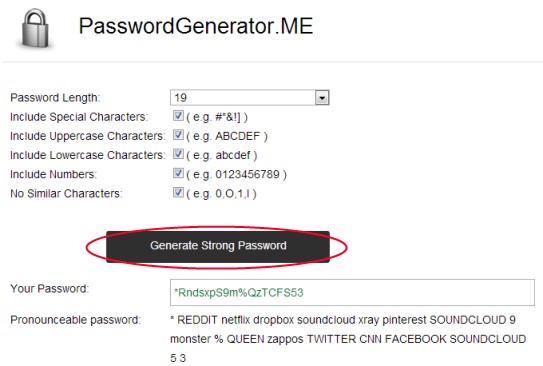 PasswordGenerator.ME
Password Length: 19
Include Special Characters: ( e.g. #*&!] )
Include Uppercase Characters: ( e.g. ABCDEF )
Include Lowercase Characters: ( e.g. abcdef )
Include Numbers: ( e.g. 0123456789 )
No Similar Characters: ( e.g. 0,O,1,I )
Generate Strong Password
Your Password: *RndsxpS9m%QzTCFS53
Pronounceable password: * REDDIT netflix dropbox soundcloud xray pinterest SOUNDCLOUD 9
monster % QUEEN zappos TWITTER CNN FACEBOOK SOUNDCLOUD
5 3